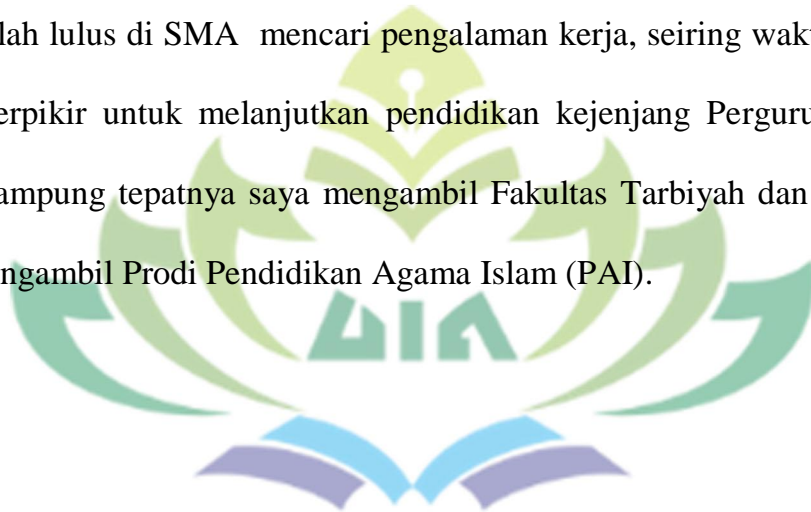 lah lulus di SMA mencari pengalaman kerja, seiring wak
erpikir untuk melanjutkan pendidikan kejenjang Pergur
ampung tepatnya saya mengambil Fakultas Tarbiyah dan
ngambil Prodi Pendidikan Agama Islam (PAI).
UIN